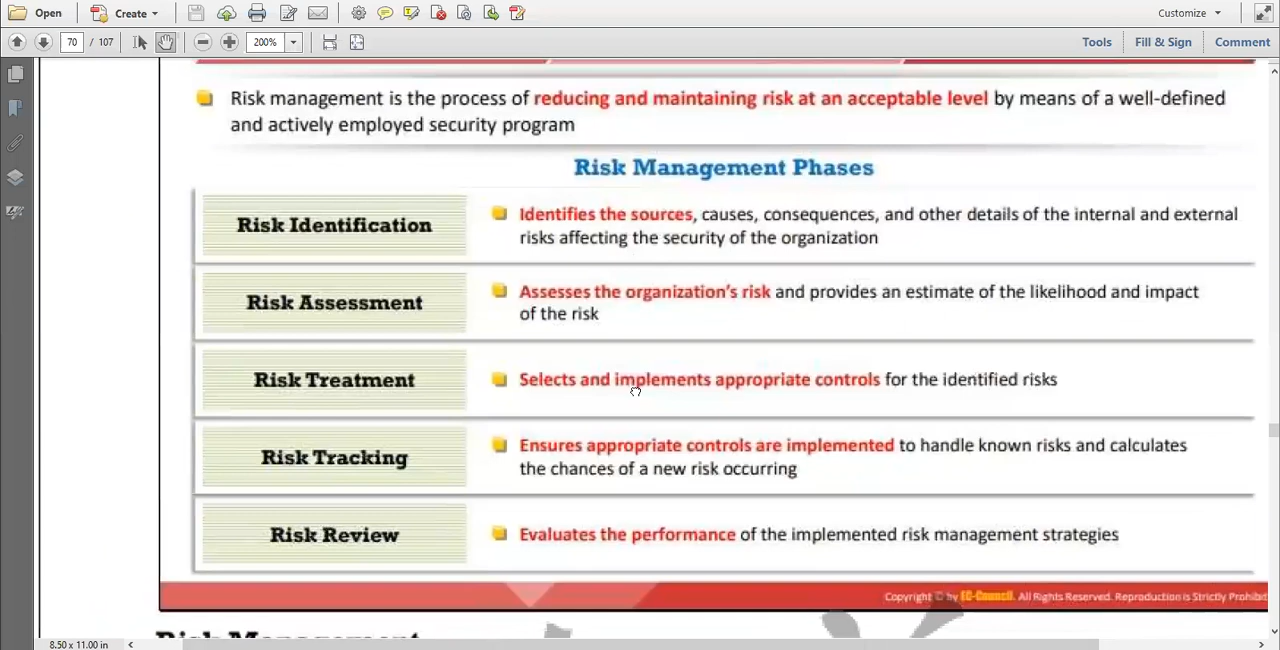 Open
Create
Customize
70 / 107
200%
Tools
Fill & Sign
Comment
Risk management is the process of reducing and maintaining risk at an acceptable level by means of a well-defined
and actively employed security program
Risk Management Phases
Risk Identification
Identifies the sources, causes, consequences, and other details of the internal and external
risks affecting the security of the organization
Risk Assessment
Assesses the organization's risk and provides an estimate of the likelihood and impact
of the risk
Risk Treatment
Selects and implements appropriate controls for the identified risks
Risk Tracking
Ensures appropriate controls are implemented to handle known risks and calculates
the chances of a new risk occurring
Risk Review
Evaluates the performance of the implemented risk management strategies
Copyright © by EC-Council. All Rights Reserved. Reproduction is Strictly Prohibit
Risk Management
8.50 x 11.00 in